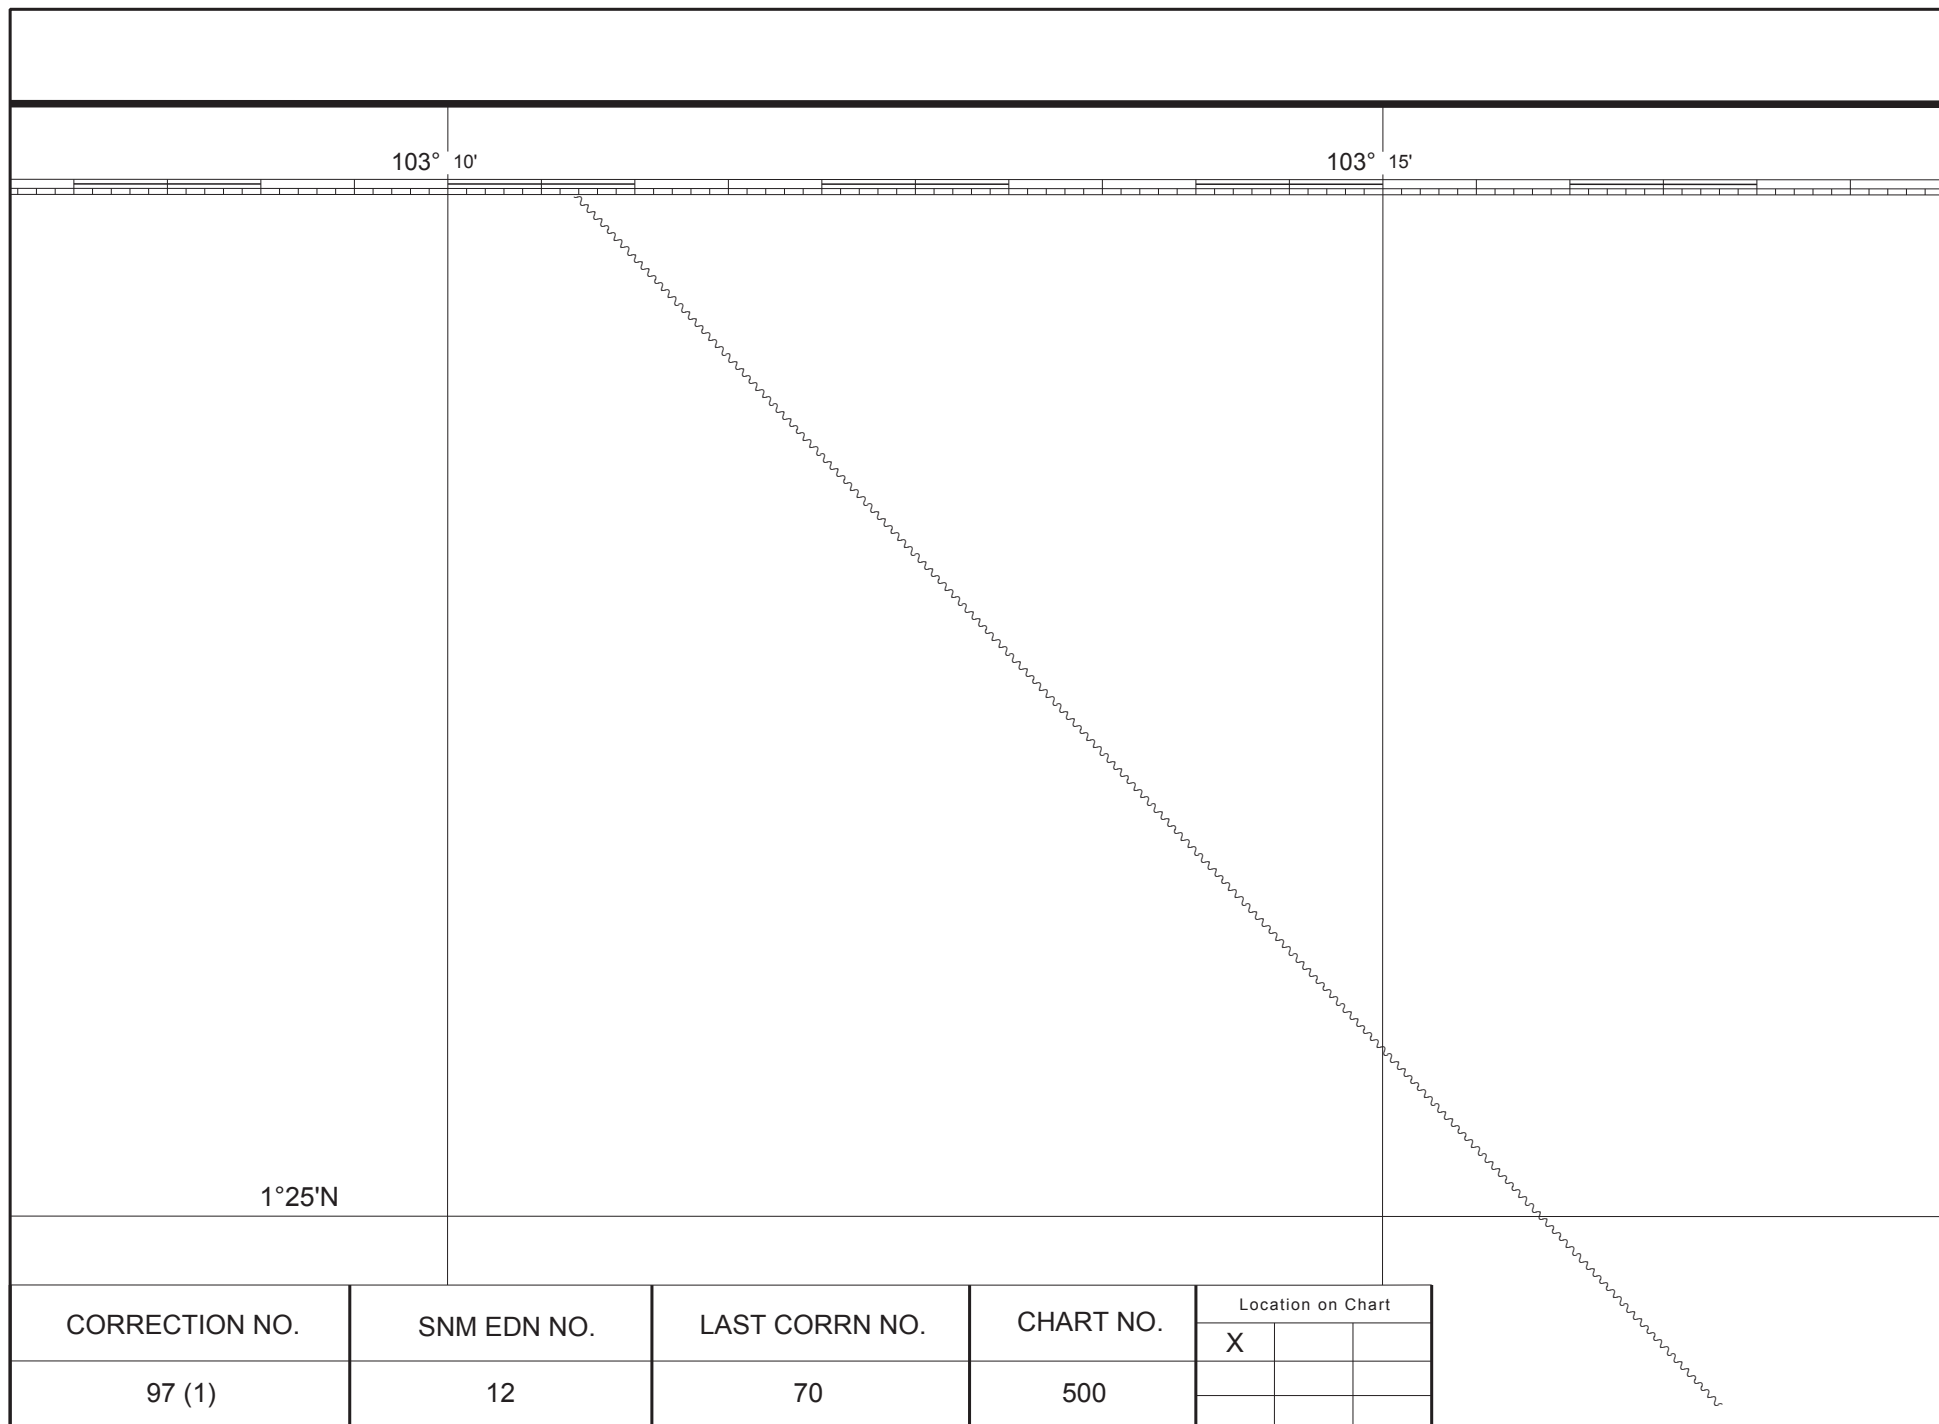 103° 10' 103° 15'
1°25'N
CORRECTION NO. SNM EDN NO. LAST CORRN NO. CHART NO. Location on Chart
X
97 (1) 12 70 500